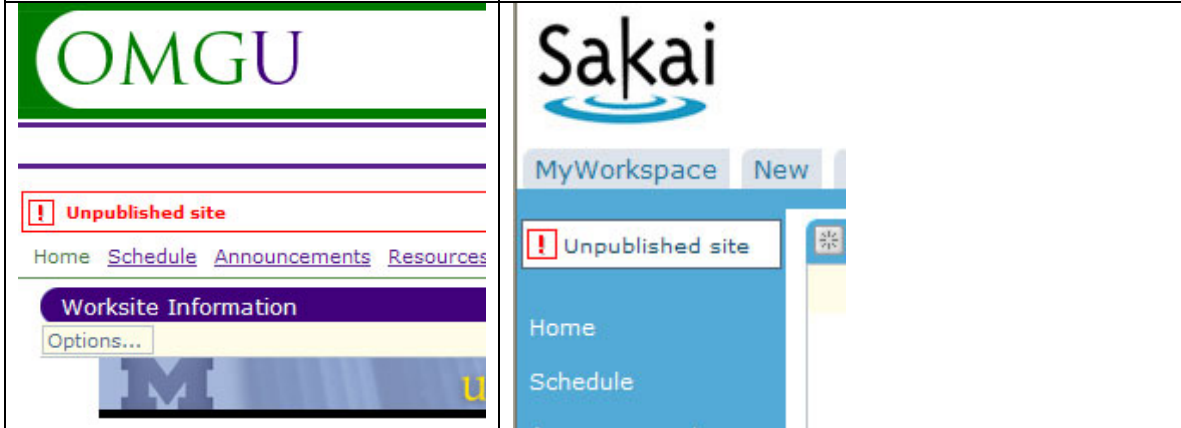 OMGU
! Unpublished site
Home Schedule Announcements Resources
Worksite Information
Options...
M u
Sakai
MyWorkspace New
! Unpublished site
Home
Schedule